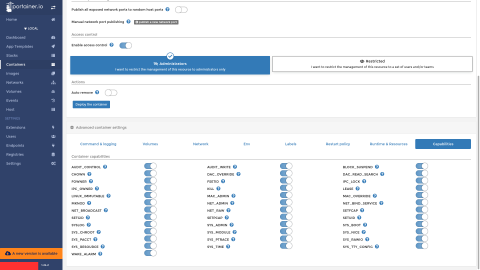 portainer.io
Home
LOCAL
Dashboard
App Templates
Stacks
Containers
Images
Networks
Volumes
Events
Host
SETTINGS
Extensions
Users
Endpoints
Registries
Settings
A new version is available
Publish all exposed network ports to random host ports
Manual network port publishing
publish a new network port
Access control
Enable access control
Administrators
I want to restrict the management of this resource to administrators only
Restricted
I want to restrict the management of this resource to a set of users and/or teams
Actions
Auto remove
Deploy the container
Advanced container settings
Command & logging
Volumes
Network
Env
Labels
Restart policy
Runtime & Resources
Capabilities
Container capabilities
AUDIT_CONTROL
AUDIT_WRITE
BLOCK_SUSPEND
CHOWN
DAC_OVERRIDE
DAC_READ_SEARCH
FOWNER
FSETID
IPC_LOCK
IPC_OWNER
KILL
LEASE
LINUX_IMMUTABLE
MAC_ADMIN
MAC_OVERRIDE
MKNOD
NET_ADMIN
NET_BIND_SERVICE
NET_BROADCAST
NET_RAW
SETFCAP
SETGID
SETPCAP
SETUID
SYSLOG
SYS_ADMIN
SYS_BOOT
SYS_CHROOT
SYS_MODULE
SYS_NICE
SYS_PACCT
SYS_PTRACE
SYS_RAWIO
SYS_RESOURCE
SYS_TIME
SYS_TTY_CONFIG
WAKE_ALARM